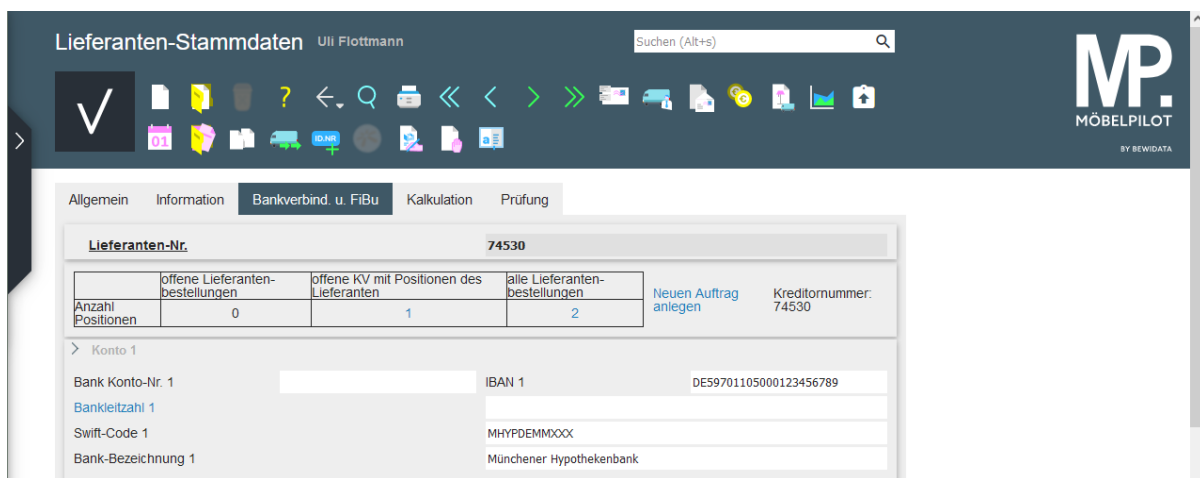 Lieferanten-Stammdaten Uli Flottmann Suchen (Alt+s)
MP.
MÖBELPILOT
BY BEWIDATA
?
01 ID.NR a
Allgemein Information Bankverbind. u. FiBu Kalkulation Prüfung
Lieferanten-Nr. 74530
offene Lieferanten- offene KV mit Positionen des alle Lieferanten-
bestellungen Lieferanten bestellungen
Neuen Auftrag Kreditornummer:
Anzahl anlegen 74530
Positionen 0 1 2
Konto 1
Bank Konto-Nr. 1 IBAN 1 DE59701105000123456789
Bankleitzahl 1
Swift-Code 1 MHYPDEMMXXX
Bank-Bezeichnung 1 Münchener Hypothekenbank